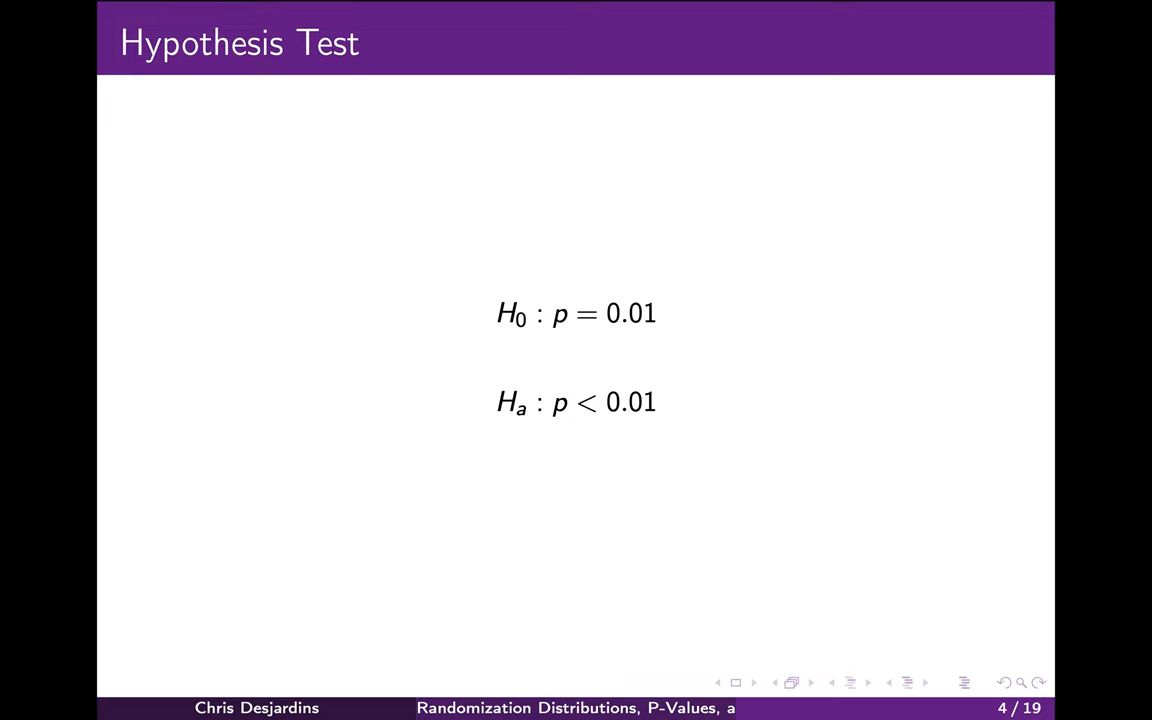 Hypothesis Test
H₀ : p = 0.01
Hₐ : p < 0.01
Chris Desjardins
Randomization Distributions, P-Values, a
4 / 19